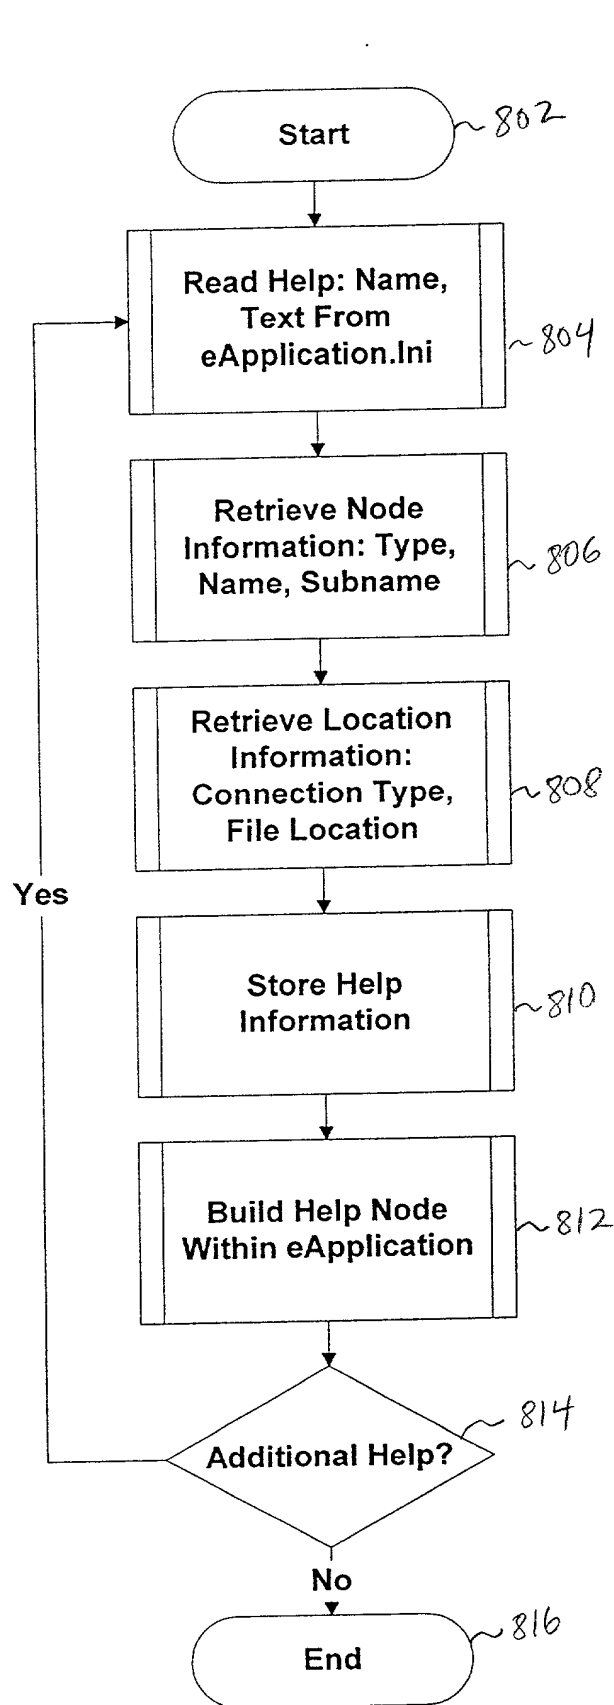 Start
802
Read Help: Name,
Text From
eApplication.Ini
804
Retrieve Node
Information: Type,
Name, Subname
806
Retrieve Location
Information:
Connection Type,
File Location
808
Yes
Store Help
Information
810
Build Help Node
Within eApplication
812
Additional Help?
814
No
End
816